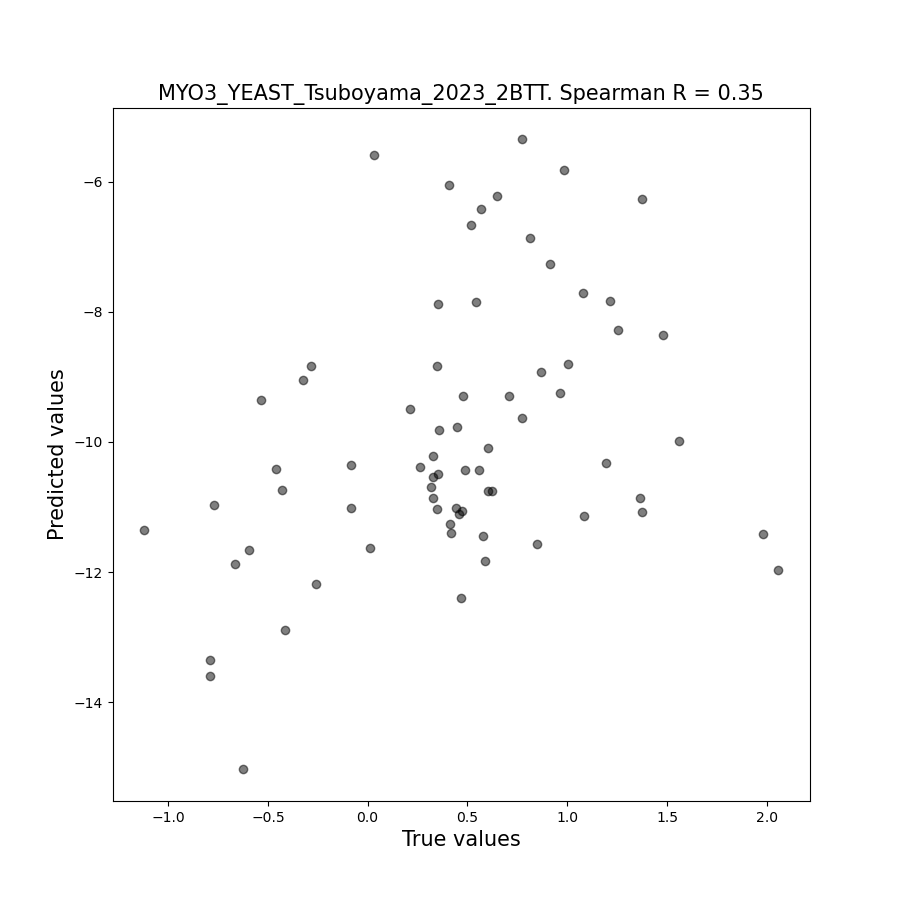 MYO3_YEAST_Tsuboyama_2023_2BTT. Spearman R = 0.35
−6
−8
−10
−12
−14
Predicted values
−1.0 −0.5 0.0 0.5 1.0 1.5 2.0
True values